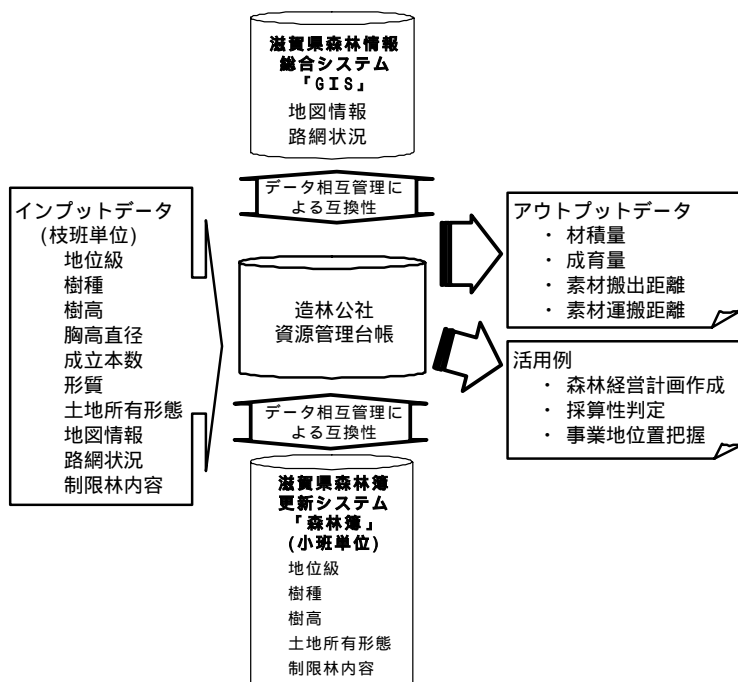 滋賀県森林情報
総合システム
「GIS」
地図情報
路網状況
データ相互管理に
よる互換性
インプットデータ
(枝班単位)
地位級
樹種
樹高
胸高直径
成立本数
形質
土地所有形態
地図情報
路網状況
制限林内容
造林公社
資源管理台帳
アウトプットデータ
・ 材積量
・ 成育量
・ 素材搬出距離
・ 素材運搬距離
活用例
・ 森林経営計画作成
・ 採算性判定
・ 事業地位置把握
データ相互管理に
よる互換性
滋賀県森林簿
更新システム
「森林簿」
(小班単位)
地位級
樹種
樹高
土地所有形態
制限林内容